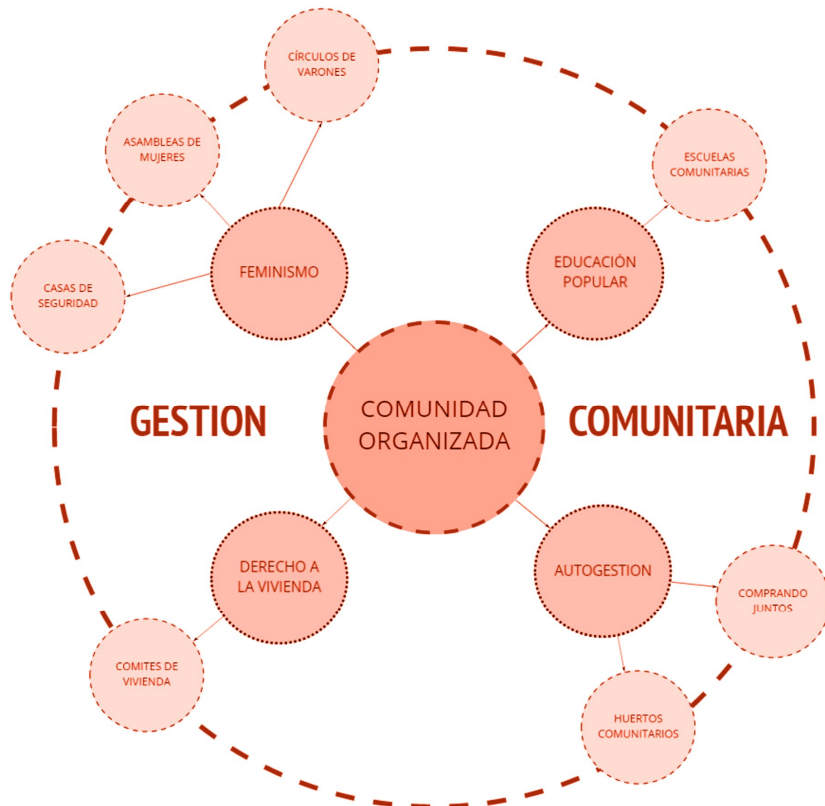 CÍRCULOS DE
VARONES
ASAMBLEAS DE
MUJERES
ESCUELAS
COMUNITARIAS
CASAS DE
SEGURIDAD
FEMINISMO
EDUCACIÓN
POPULAR
GESTION
COMUNIDAD
ORGANIZADA
COMUNITARIA
DERECHO A
LA VIVIENDA
AUTOGESTION
COMPRANDO
JUNTOS
COMITES DE
VIVIENDA
HUERTOS
COMUNITARIOS